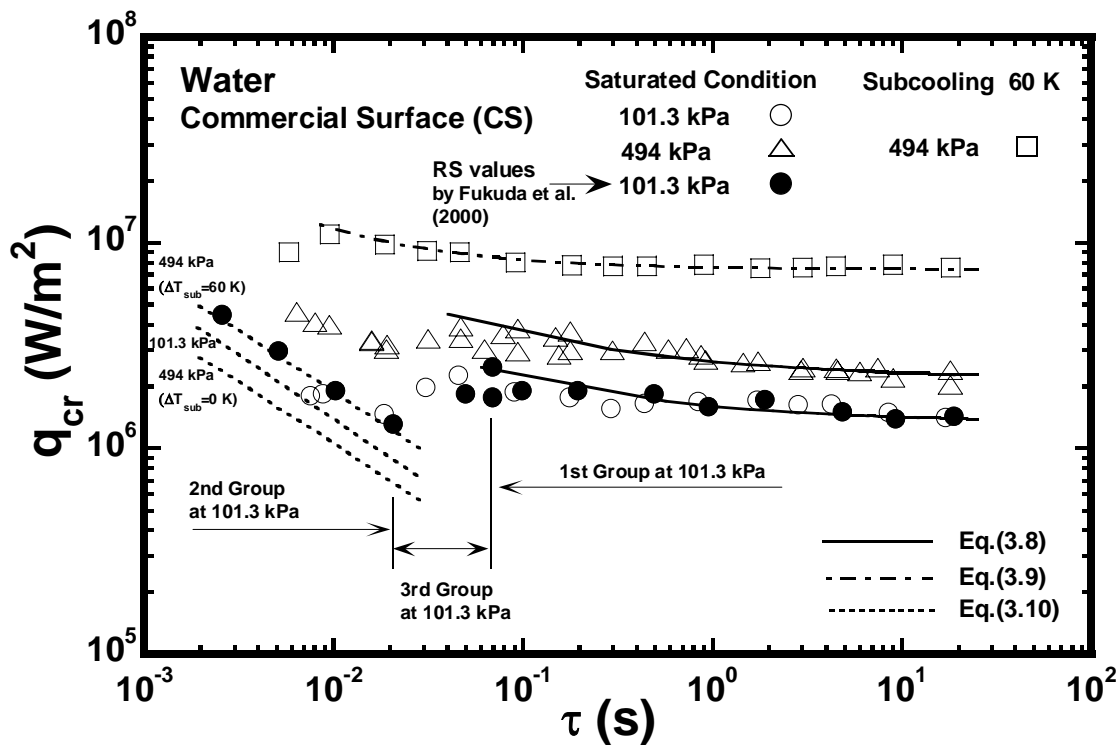 10^8
10^7
10^6
10^5
q_cr (W/m^2)
Water
Commercial Surface (CS)
Saturated Condition
101.3 kPa
494 kPa
101.3 kPa
Subcooling 60 K
494 kPa
RS values
by Fukuda et al.
(2000)
494 kPa
(ΔT_sub=60 K)
101.3 kPa
494 kPa
(ΔT_sub=0 K)
1st Group at 101.3 kPa
2nd Group
at 101.3 kPa
3rd Group
at 101.3 kPa
Eq.(3.8)
Eq.(3.9)
Eq.(3.10)
10^-3
10^-2
10^-1
10^0
10^1
10^2
τ (s)